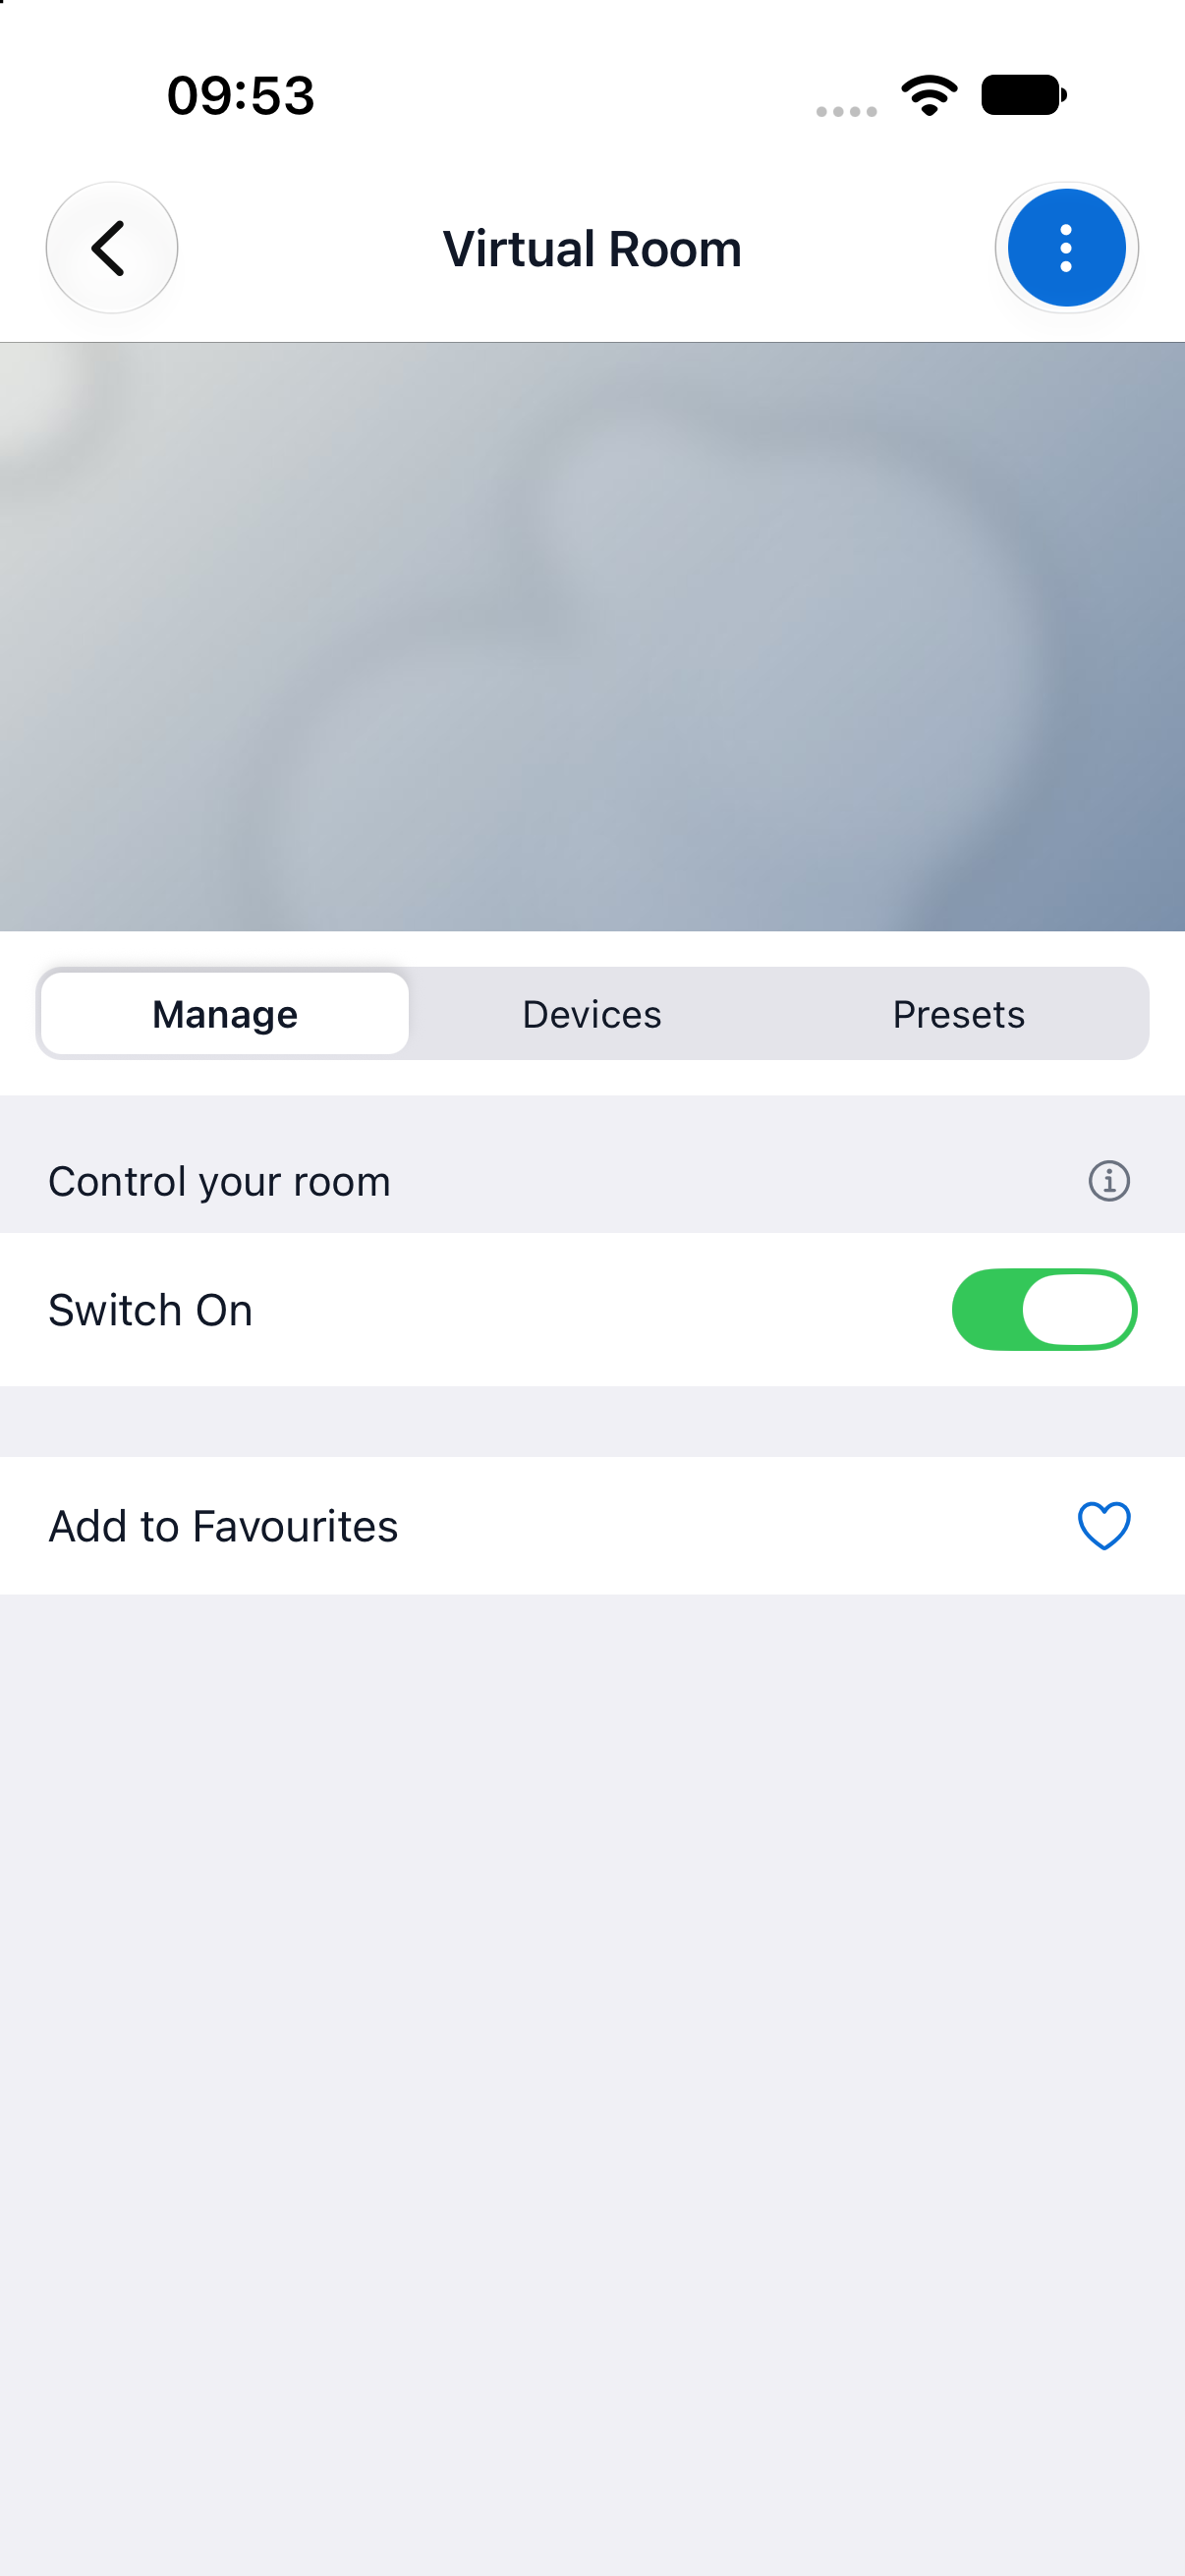 09:53
Virtual Room
Manage
Devices
Presets
Control your room
Switch On
Add to Favourites